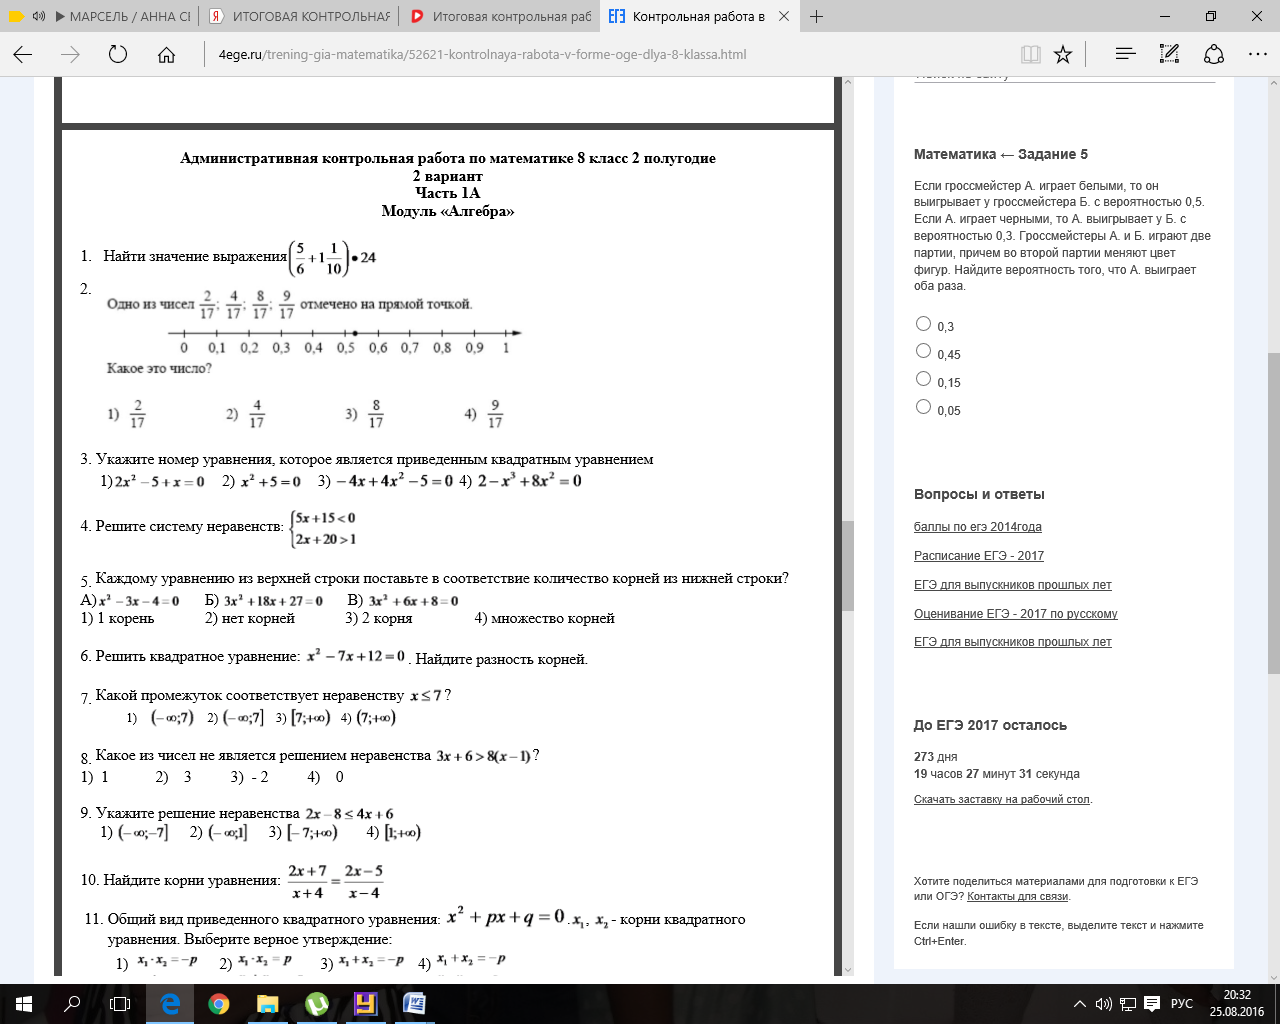 МАРСЕЛЬ / АННА СЕ
ИТОГОВАЯ КОНТРОЛЬНАЯ
Итоговая контрольная раб
Контрольная работа в
4ege.ru/trening-gia-matematika/52621-kontrolnaya-rabota-v-forme-oge-dlya-8-klassa.html
Административная контрольная работа по математике 8 класс 2 полугодие
2 вариант
Часть 1А
Модуль «Алгебра»
1. Найти значение выражения (5/6 + 1 1/10) • 24
2.
Одно из чисел 2/17; 4/17; 8/17; 9/17 отмечено на прямой точкой.
0 0,1 0,2 0,3 0,4 0,5 0,6 0,7 0,8 0,9 1
Какое это число?
1) 2/17 2) 4/17 3) 8/17 4) 9/17
3. Укажите номер уравнения, которое является приведенным квадратным уравнением
1) 2x² − 5 + x = 0 2) x² + 5 = 0 3) − 4x + 4x² − 5 = 0 4) 2 − x³ + 8x² = 0
4. Решите систему неравенств: { 5x + 15 < 0
2x + 20 > 1
5. Каждому уравнению из верхней строки поставьте в соответствие количество корней из нижней строки?
А) x² − 3x − 4 = 0 Б) 3x² + 18x + 27 = 0 В) 3x² + 6x + 8 = 0
1) 1 корень 2) нет корней 3) 2 корня 4) множество корней
6. Решить квадратное уравнение: x² − 7x + 12 = 0 . Найдите разность корней.
7. Какой промежуток соответствует неравенству x ≤ 7 ?
1) (− ∞;7) 2) (− ∞;7] 3) [7;+∞) 4) (7;+∞)
8. Какое из чисел не является решением неравенства 3x + 6 > 8(x − 1) ?
1) 1 2) 3 3) - 2 4) 0
9. Укажите решение неравенства 2x − 8 ≤ 4x + 6
1) (− ∞;−7] 2) (− ∞;1] 3) [− 7;+∞) 4) [1;+∞)
10. Найдите корни уравнения: (2x + 7)/(x + 4) = (2x − 5)/(x − 4)
11. Общий вид приведенного квадратного уравнения: x² + px + q = 0 . x₁, x₂ - корни квадратного
уравнения. Выберите верное утверждение:
1) x₁ · x₂ = −p 2) x₁ · x₂ = p 3) x₁ + x₂ = −p 4) x₁ + x₂ = −p
Математика ← Задание 5
Если гроссмейстер А. играет белыми, то он
выигрывает у гроссмейстера Б. с вероятностью 0,5.
Если А. играет черными, то А. выигрывает у Б. с
вероятностью 0,3. Гроссмейстеры А. и Б. играют две
партии, причем во второй партии меняют цвет
фигур. Найдите вероятность того, что А. выиграет
оба раза.
0,3
0,45
0,15
0,05
Вопросы и ответы
баллы по егэ 2014года
Расписание ЕГЭ - 2017
ЕГЭ для выпускников прошлых лет
Оценивание ЕГЭ - 2017 по русскому
ЕГЭ для выпускников прошлых лет
До ЕГЭ 2017 осталось
273 дня
19 часов 27 минут 31 секунда
Скачать заставку на рабочий стол.
Хотите поделиться материалами для подготовки к ЕГЭ
или ОГЭ? Контакты для связи.
Если нашли ошибку в тексте, выделите текст и нажмите
Ctrl+Enter.
РУС
20:32
25.08.2016